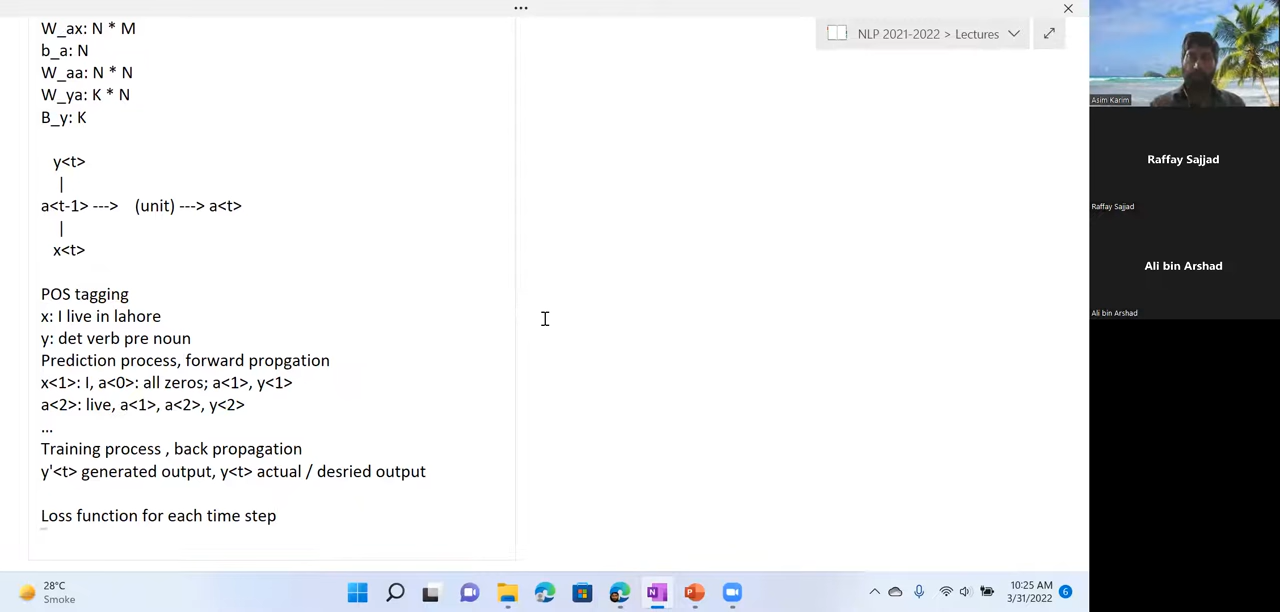 W_ax: N * M
b_a: N
W_aa: N * N
W_ya: K * N
B_y: K
y<t>
|
a<t-1> ---> (unit) ---> a<t>
|
x<t>
POS tagging
x: I live in lahore
y: det verb pre noun
Prediction process, forward propgation
x<1>: I, a<0>: all zeros; a<1>, y<1>
a<2>: live, a<1>, a<2>, y<2>
...
Training process , back propagation
y'<t> generated output, y<t> actual / desried output
Loss function for each time step
NLP 2021-2022 > Lectures
Asim Karim
Raffay Sajjad
Raffay Sajjad
Ali bin Arshad
Ali bin Arshad
28°C
Smoke
10:25 AM
3/31/2022
6